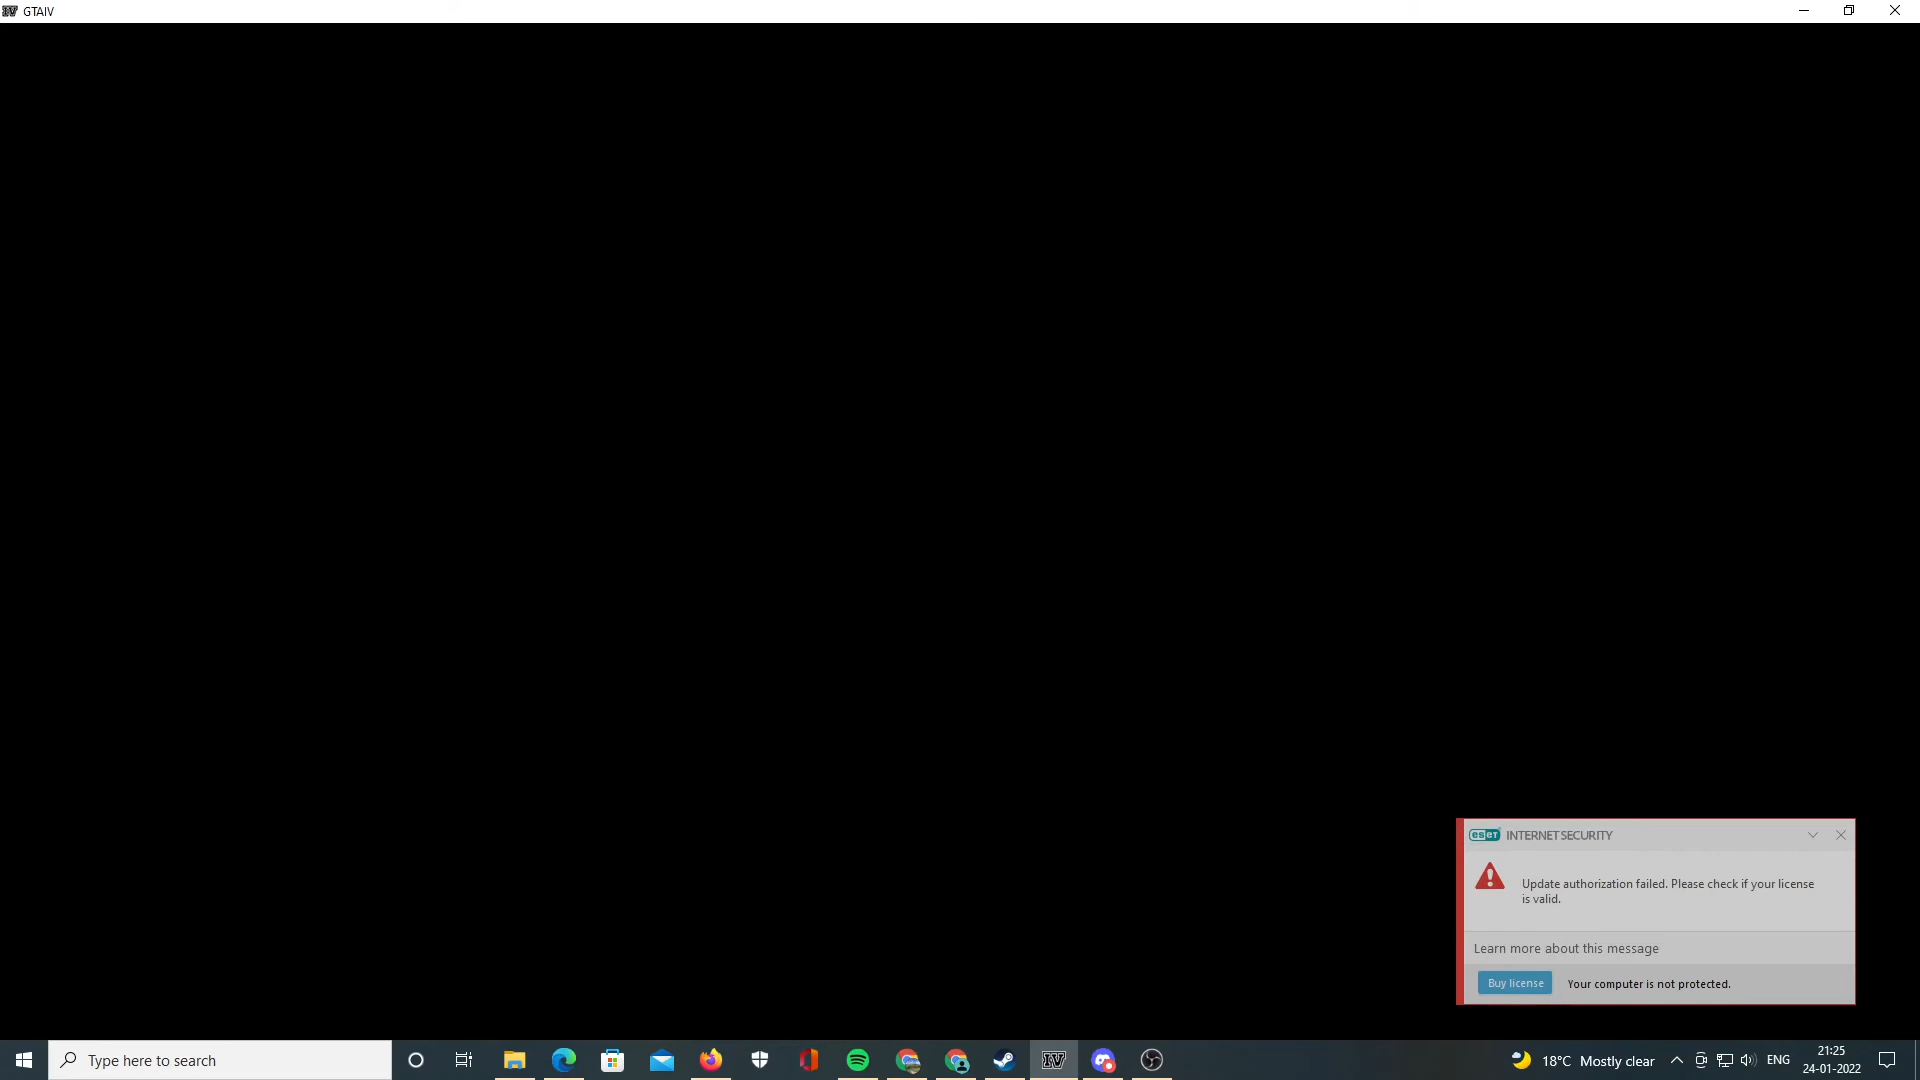 IV GTAIV
eset INTERNET SECURITY
Update authorization failed. Please check if your license
is valid.
Learn more about this message
Buy license Your computer is not protected.
Type here to search
IV
18°C Mostly clear
ENG
21:25
24-01-2022